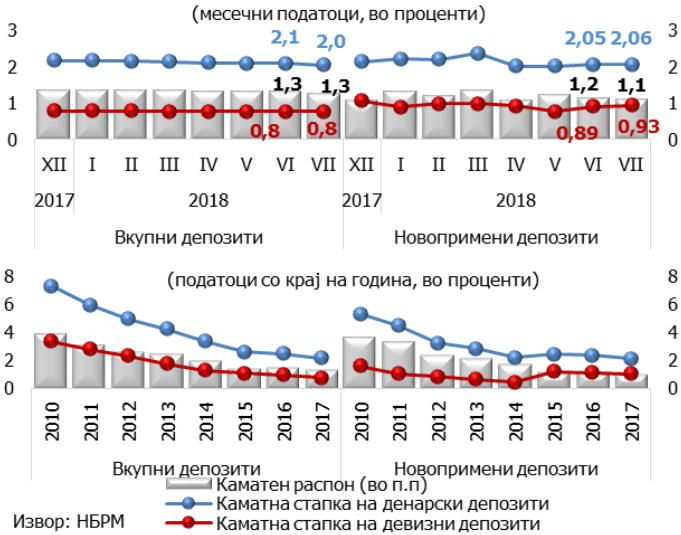 (месечни податоци, во проценти)
3 3
2 2
1 1
0 0
2,1 2,0 2,05 2,06
1,3 1,3 1,2 1,1
0,8 0,8 0,89 0,93
XII I II III IV V VI VII XII I II III IV V VI VII
2017 2018 2017 2018
Вкупни депозити Новопримени депозити
(податоци со крај на година, во проценти)
8 8
6 6
4 4
2 2
0 0
2010 2011 2012 2013 2014 2015 2016 2017 2010 2011 2012 2013 2014 2015 2016 2017
Вкупни депозити Новопримени депозити
Каматен распон (во п.п)
Каматна стапка на денарски депозити
Каматна стапка на девизни депозити
Извор: НБРМ